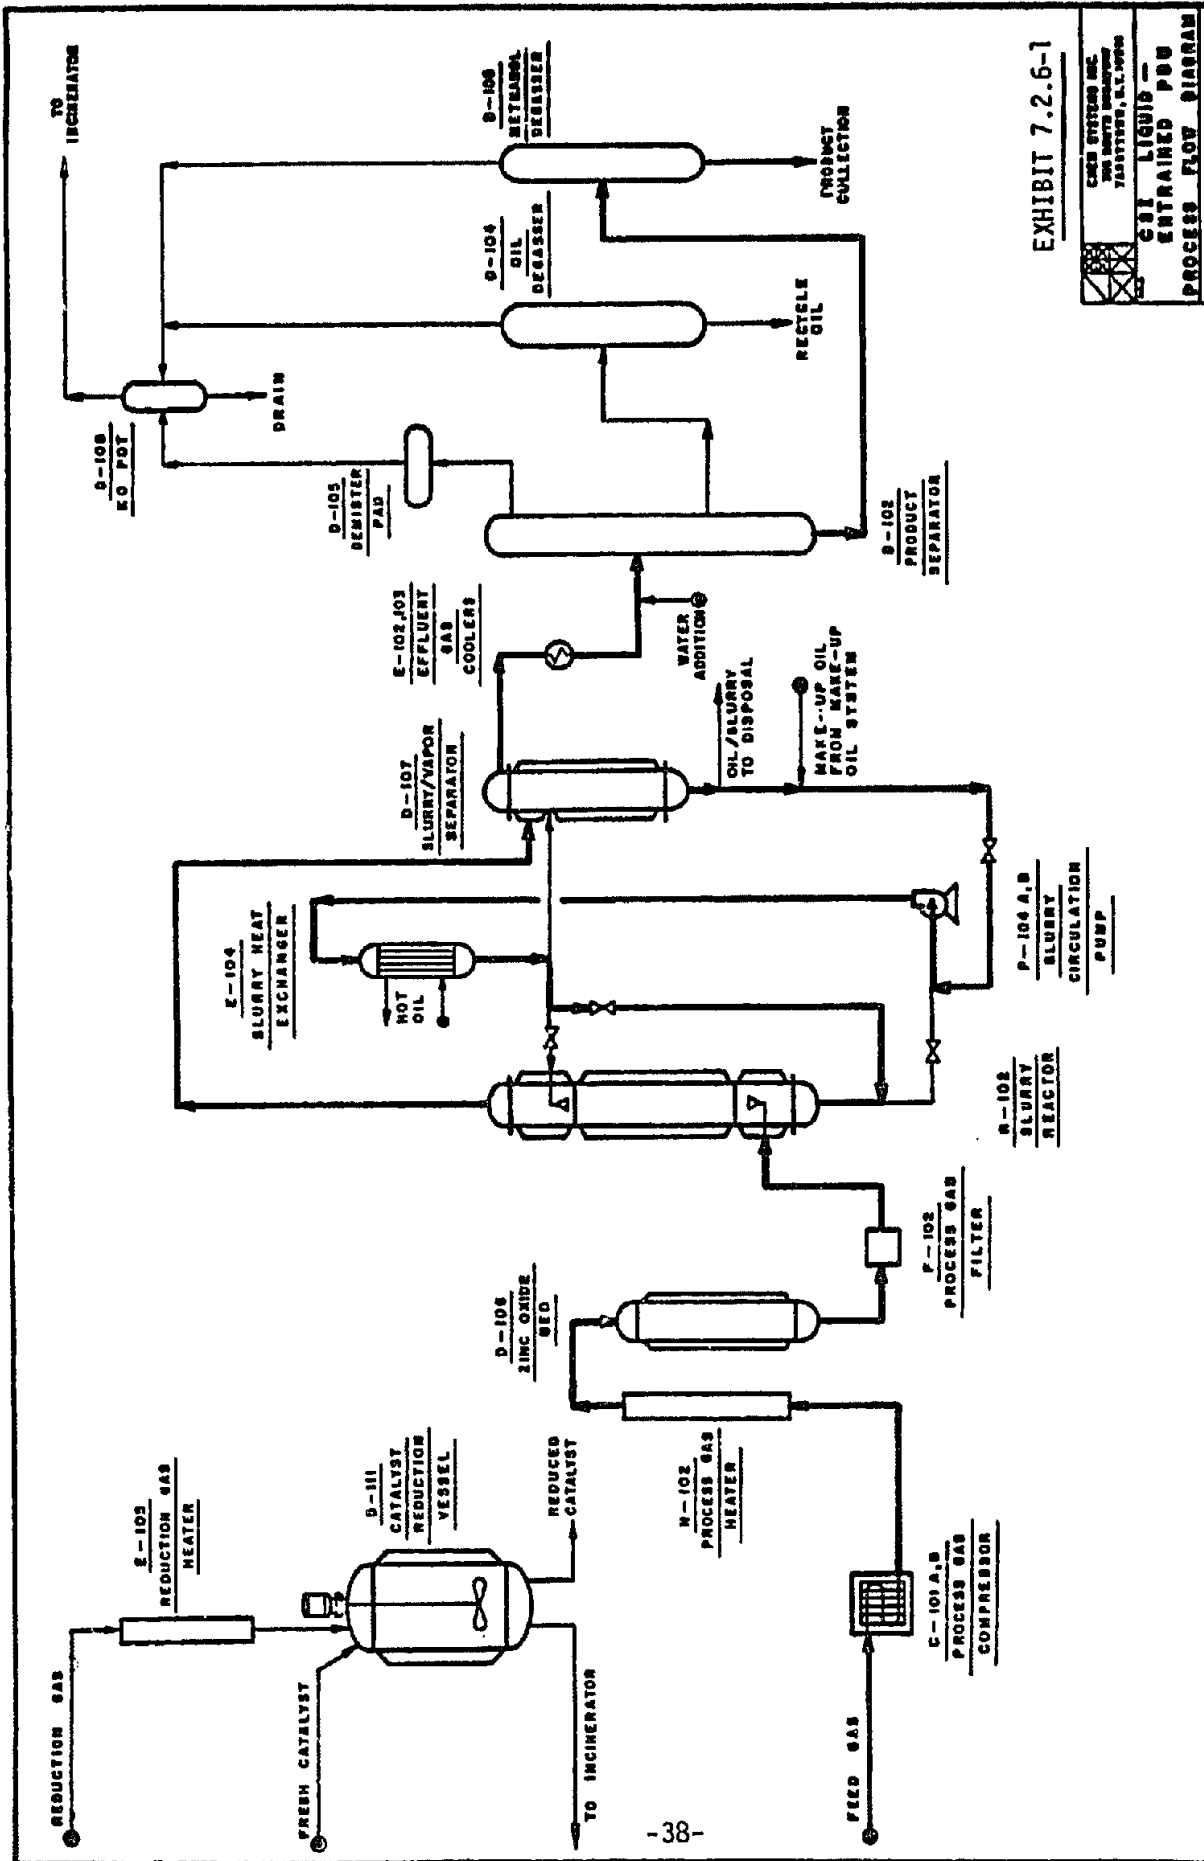 REDUCTION GAS
E-105
REDUCTION GAS
HEATER
FRESH CATALYST
D-111
CATALYST
REDUCTION
VESSEL
REDUCED
CATALYST
TO INCINERATOR
FEED GAS
C-101 A,B
PROCESS GAS
COMPRESSOR
H-102
PROCESS GAS
HEATER
D-106
ZINC OXIDE
BED
F-102
PROCESS GAS
FILTER
R-102
SLURRY
REACTOR
E-104
SLURRY HEAT
EXCHANGER
HOT
OIL
P-104 A,B
SLURRY
CIRCULATION
PUMP
D-107
SLURRY/VAPOR
SEPARATOR
OIL/SLURRY
TO DISPOSAL
MAKE-UP OIL
FROM MAKE-UP
OIL SYSTEM
E-102,103
EFFLUENT
GAS
COOLERS
WATER
ADDITION
D-102
PRODUCT
SEPARATOR
D-105
DEMISTER
PAD
D-108
KO POT
DRAIN
TO
INCINERATOR
D-104
OIL
DEGASSER
RECYCLE
OIL
METHANOL
DEGASSER
PRODUCT
COLLECTION
EXHIBIT 7.2.6-1
CHEM SYSTEMS INC
CSI LIQUID -
ENTRAINED PDU
PROCESS FLOW DIAGRAM
-38-